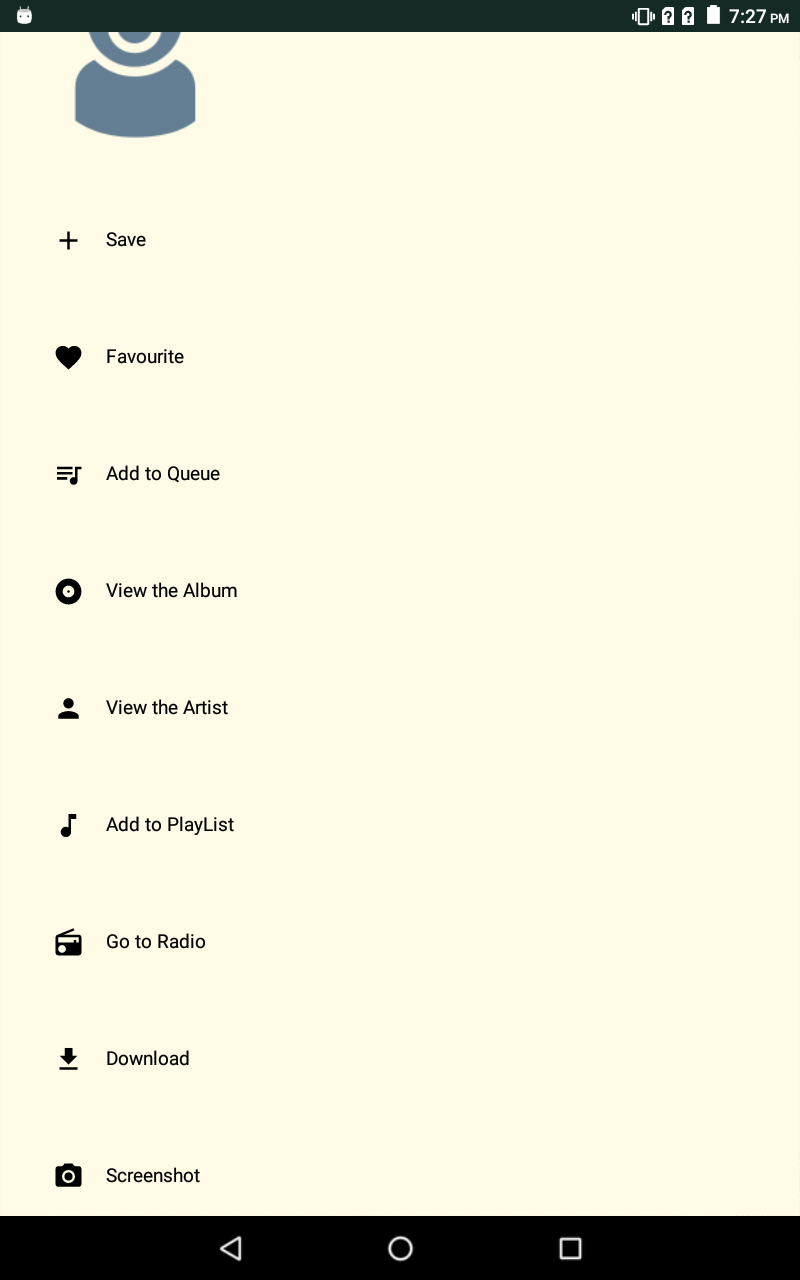 7:27 PM
Save
Favourite
Add to Queue
View the Album
View the Artist
Add to PlayList
Go to Radio
Download
Screenshot